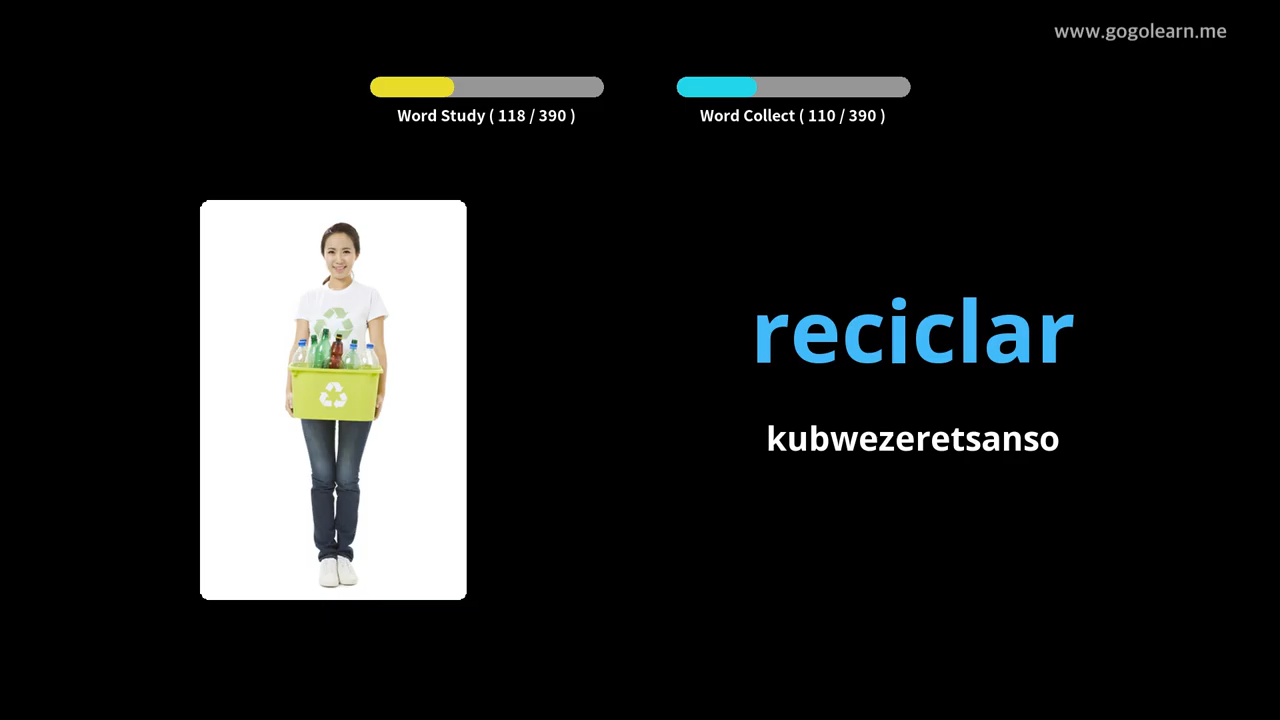 www.gogolearn.me
Word Study ( 118 / 390 )
Word Collect ( 110 / 390 )
reciclar
kubwezeretsanso